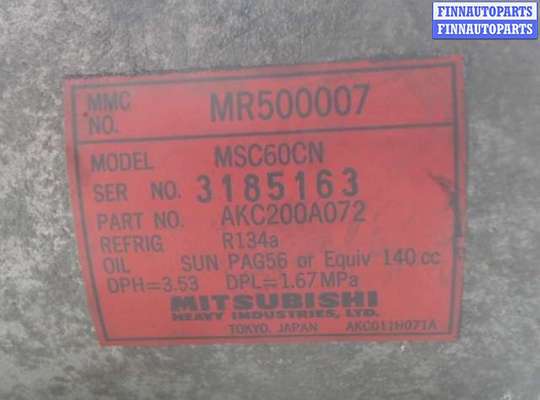 FINNAUTOPARTS
FINNAUTOPARTS
MMC NO. MR500007
MODEL MSC60CN
SER NO. 3185163
PART NO. AKC200A072
REFRIG R134a
OIL SUN PAG56 or Equiv 140 cc
DPH=3.53 DPL=1.67MPa
MITSUBISHI
HEAVY INDUSTRIES, LTD.
TOKYO, JAPAN AKC011H071A